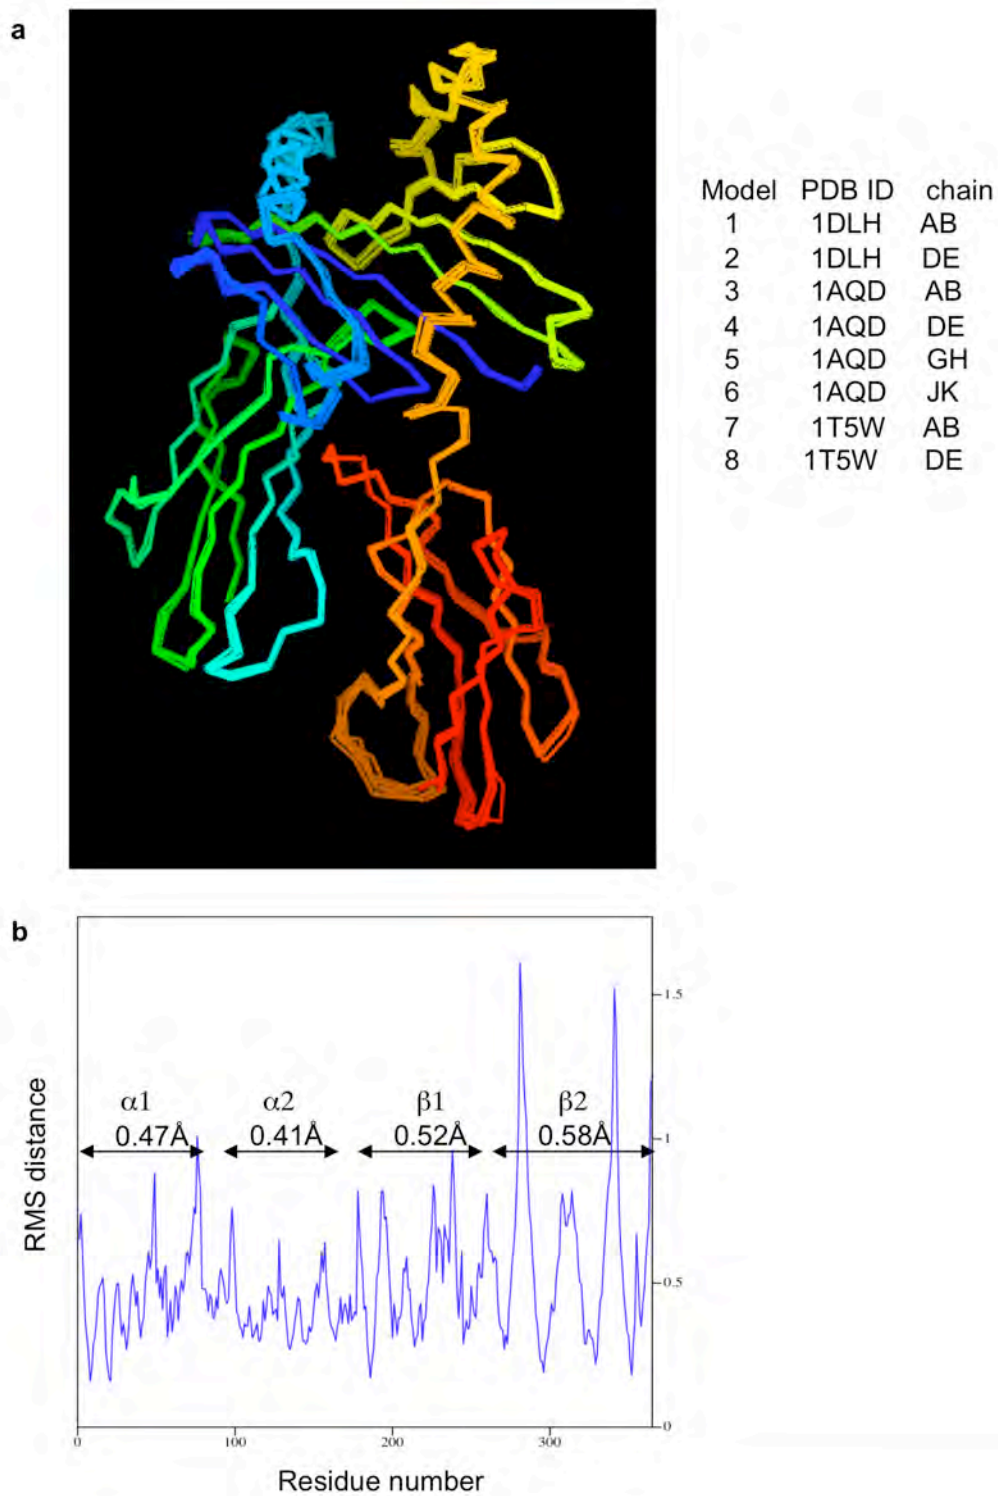 a
Model PDB ID chain
1 1DLH AB
2 1DLH DE
3 1AQD AB
4 1AQD DE
5 1AQD GH
6 1AQD JK
7 1T5W AB
8 1T5W DE
b
RMS distance
α1 α2 β1 β2
0.47Å 0.41Å 0.52Å 0.58Å
1.5
1
0.5
0
0 100 200 300
Residue number